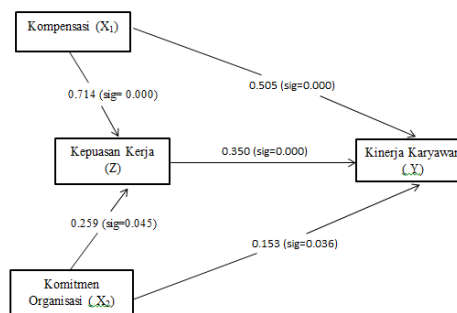 Kompensasi (X₁)
0.714 (sig= 0.000)
0.505 (sig=0.000)
Kepuasan Kerja
(Z)
0.350 (sig=0.000)
Kinerja Karyawan
( Y)
0.259 (sig=0.045)
0.153 (sig=0.036)
Komitmen
Organisasi ( X₂)